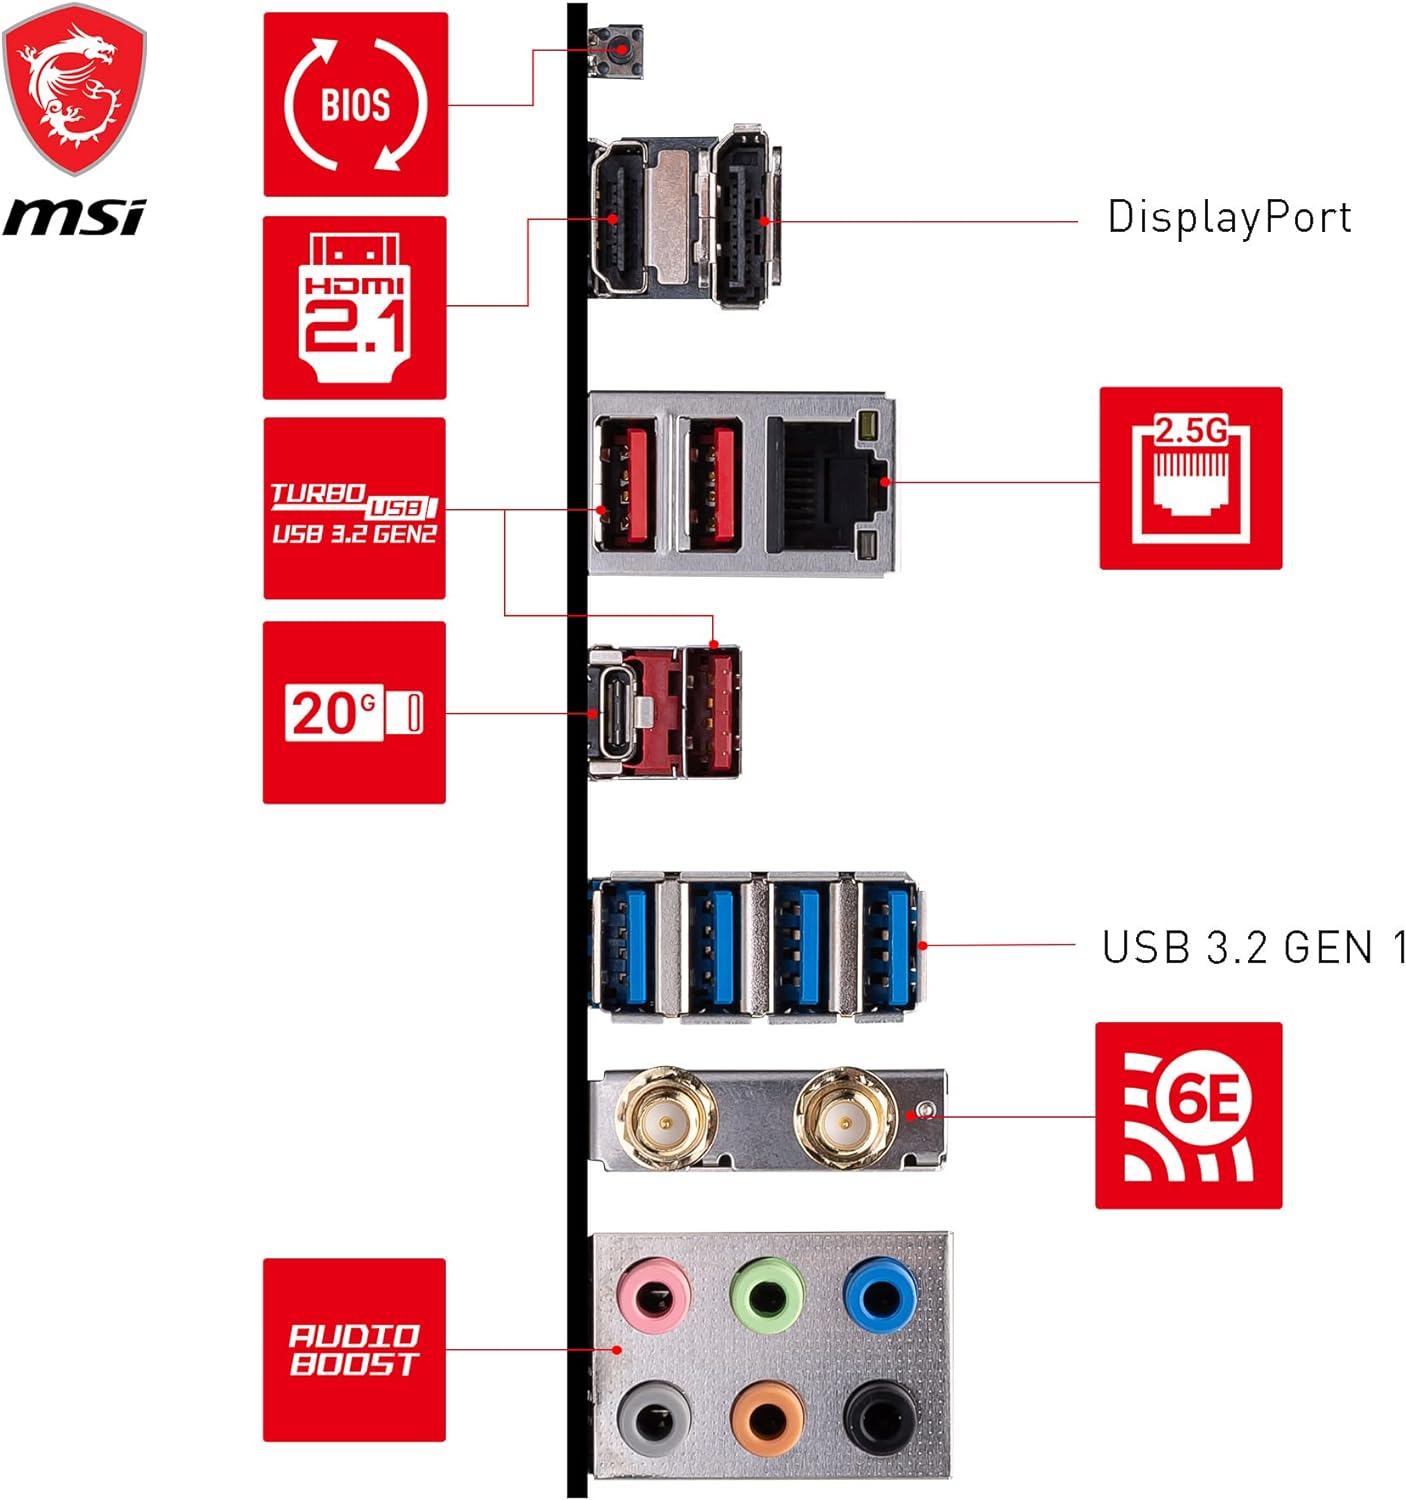 msi
BIOS
HDMI
2.1
DisplayPort
2.5G
TURBO
USB
USB 3.2 GEN2
20G
USB 3.2 GEN 1
6E
AUDIO
BOOST